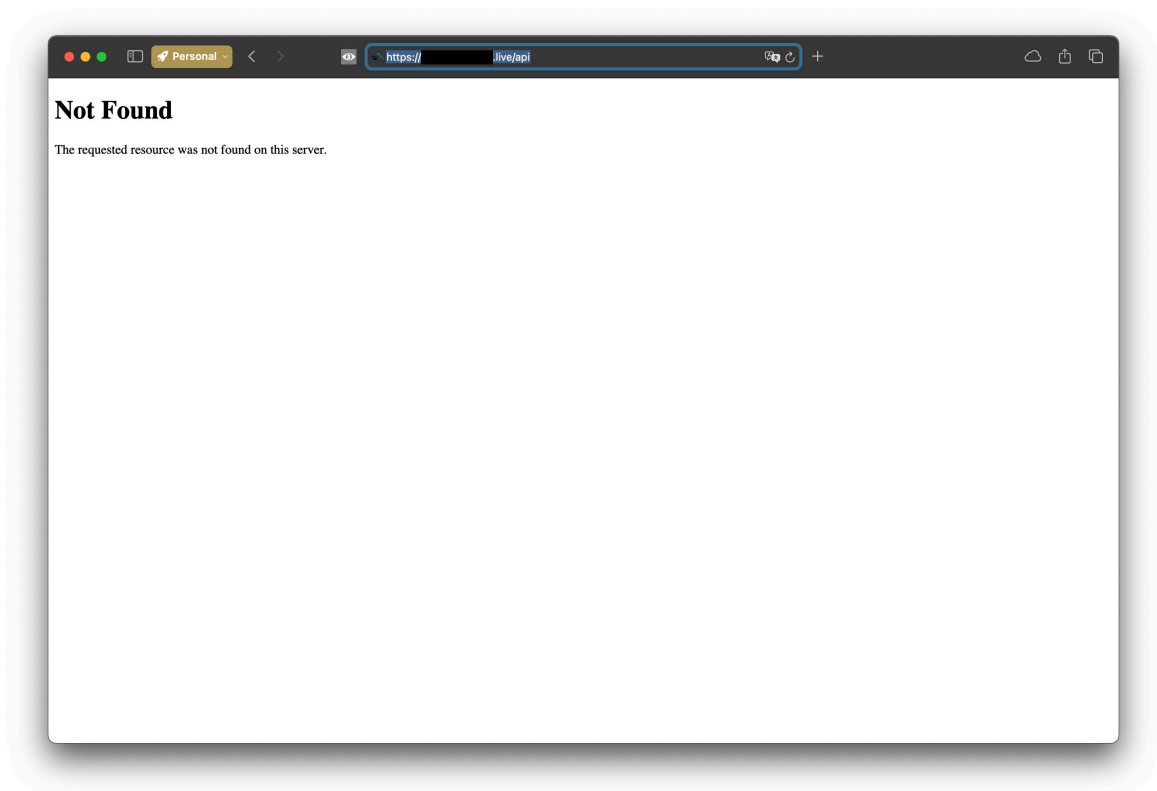 Personal
https:// .live/api
Not Found
The requested resource was not found on this server.